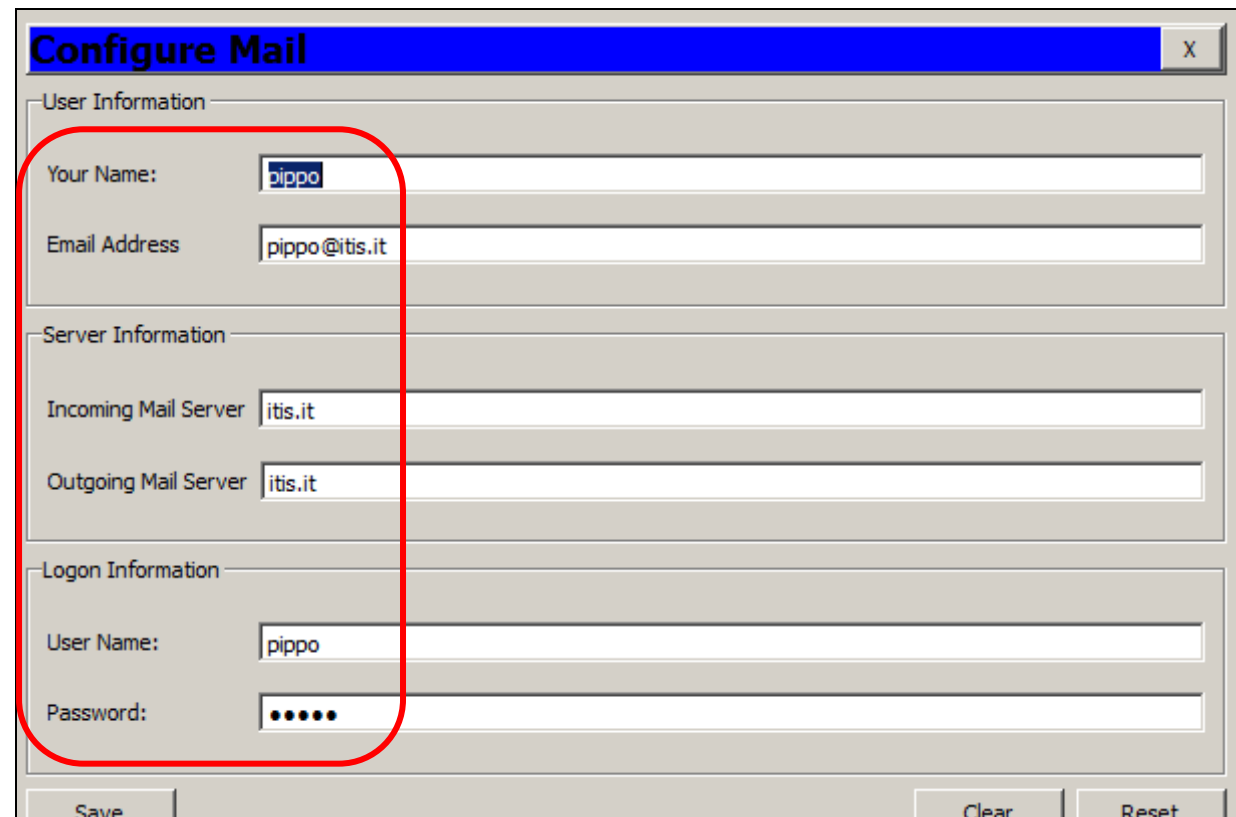 Configure Mail X
User Information
Your Name: pippo
Email Address pippo@itis.it
Server Information
Incoming Mail Server itis.it
Outgoing Mail Server itis.it
Logon Information
User Name: pippo
Password: •••••
Save Clear Reset